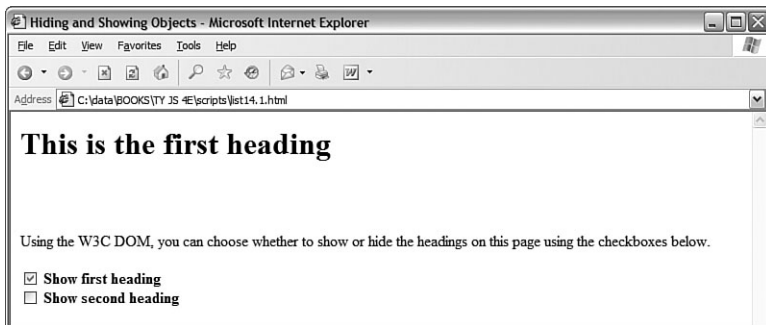 Hiding and Showing Objects - Microsoft Internet Explorer
File Edit View Favorites Tools Help
Address C:\data\BOOKS\TY JS 4E\scripts\list14.1.html
This is the first heading
Using the W3C DOM, you can choose whether to show or hide the headings on this page using the checkboxes below.
Show first heading
Show second heading